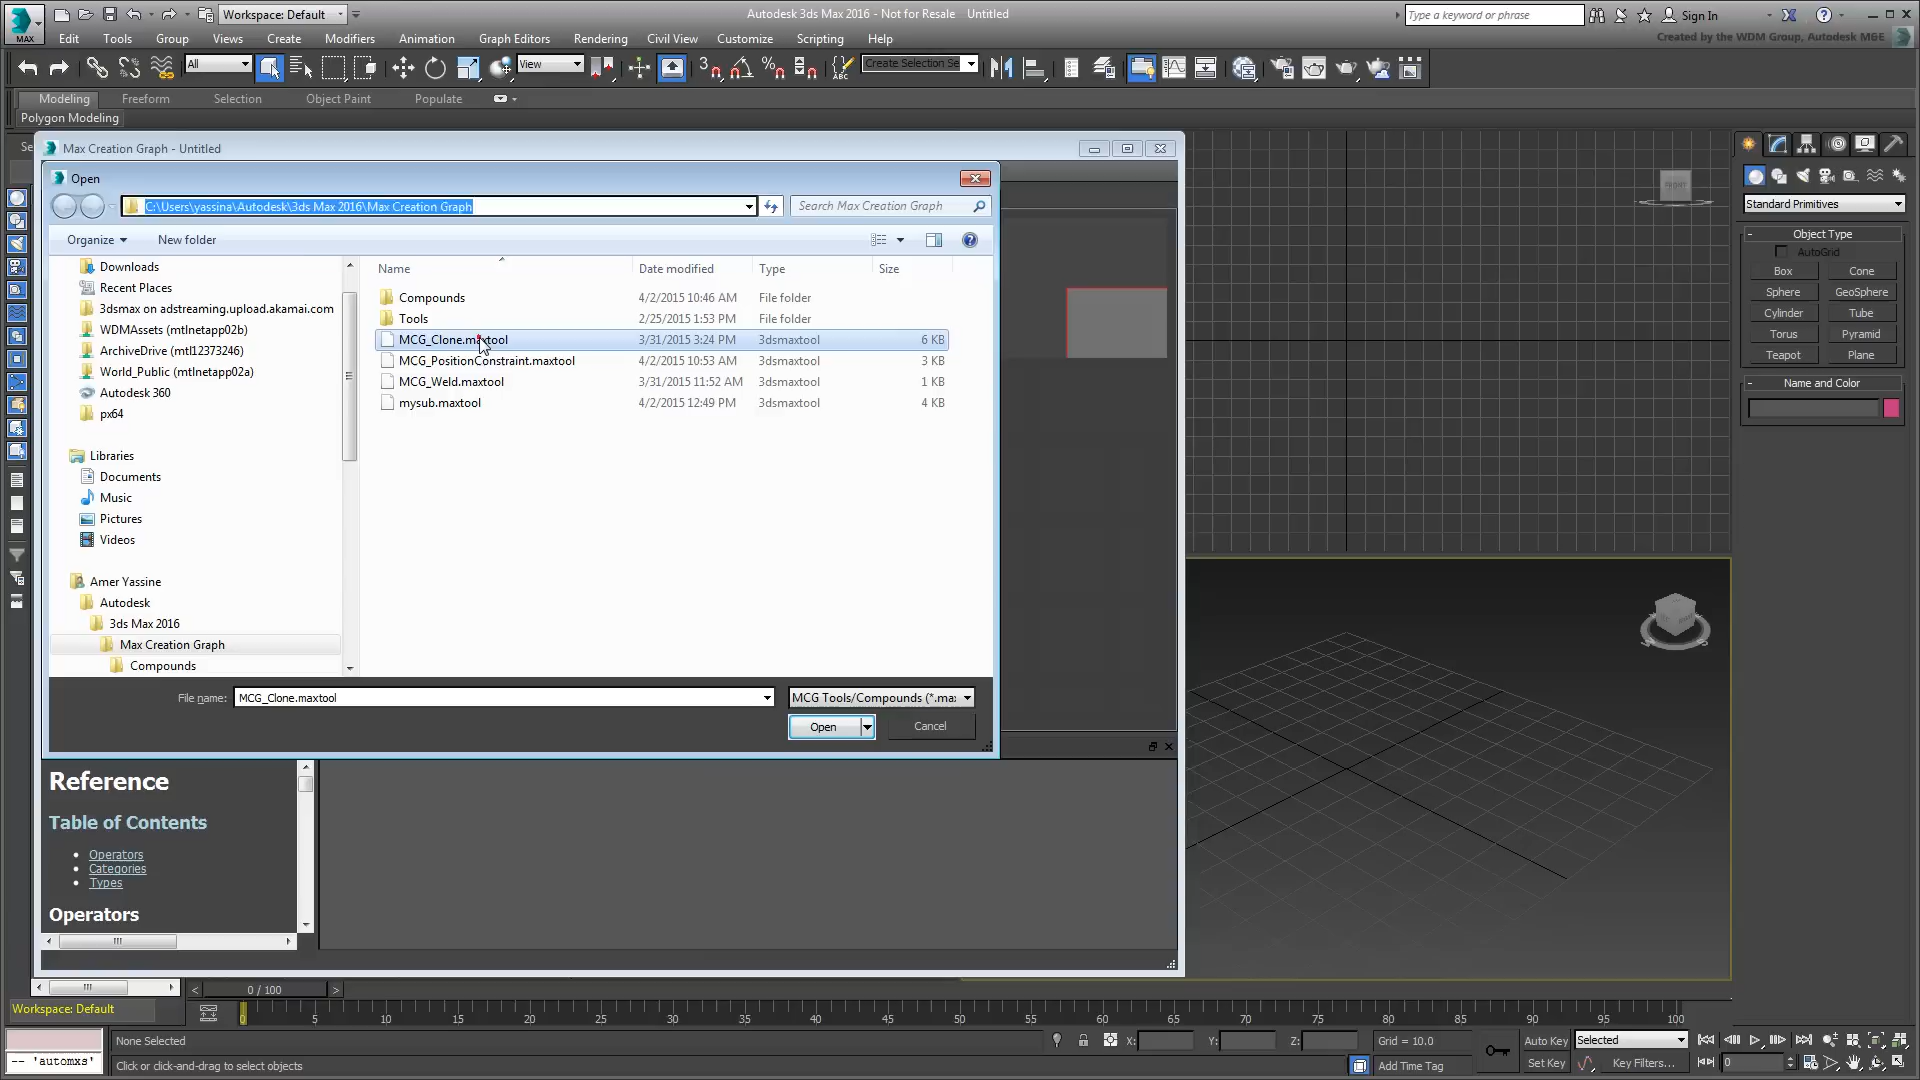 MAX
Workspace: Default
Autodesk 3ds Max 2016 - Not for Resale Untitled
Type a keyword or phrase
Sign In
Edit Tools Group Views Create Modifiers Animation Graph Editors Rendering Civil View Customize Scripting Help
Created by the WDM Group, Autodesk M&E
All
View
3
ABC
Create Selection Se
Modeling Freeform Selection Object Paint Populate
Polygon Modeling
Se
Max Creation Graph - Untitled
Open
C:\Users\yassina\Autodesk\3ds Max 2016\Max Creation Graph
Search Max Creation Graph
Organize New folder
Downloads
Recent Places
3dsmax on adstreaming.upload.akamai.com
WDMAssets (mtlnetapp02b)
ArchiveDrive (mtl12373246)
World_Public (mtlnetapp02a)
Autodesk 360
px64
Libraries
Documents
Music
Pictures
Videos
Amer Yassine
Autodesk
3ds Max 2016
Max Creation Graph
Compounds
Name Date modified Type Size
Compounds 4/2/2015 10:46 AM File folder
Tools 2/25/2015 1:53 PM File folder
MCG_Clone.maxtool 3/31/2015 3:24 PM 3dsmaxtool 6 KB
MCG_PositionConstraint.maxtool 4/2/2015 10:53 AM 3dsmaxtool 3 KB
MCG_Weld.maxtool 3/31/2015 11:52 AM 3dsmaxtool 1 KB
mysub.maxtool 4/2/2015 12:49 PM 3dsmaxtool 4 KB
File name: MCG_Clone.maxtool
MCG Tools/Compounds (*.max
Open Cancel
Reference
Table of Contents
Operators
Categories
Types
Operators
FRONT
Standard Primitives
- Object Type
AutoGrid
Box Cone
Sphere GeoSphere
Cylinder Tube
Torus Pyramid
Teapot Plane
- Name and Color
< 0 / 100 >
Workspace: Default
0 5 10 15 20 25 30 35 40 45 50 55 60 65 70 75 80 85 90 95 100
None Selected
X: Y: Z:
Grid = 10.0
Auto Key
Selected
-- 'automxs'
Click or click-and-drag to select objects
Add Time Tag
Set Key
Key Filters...
0